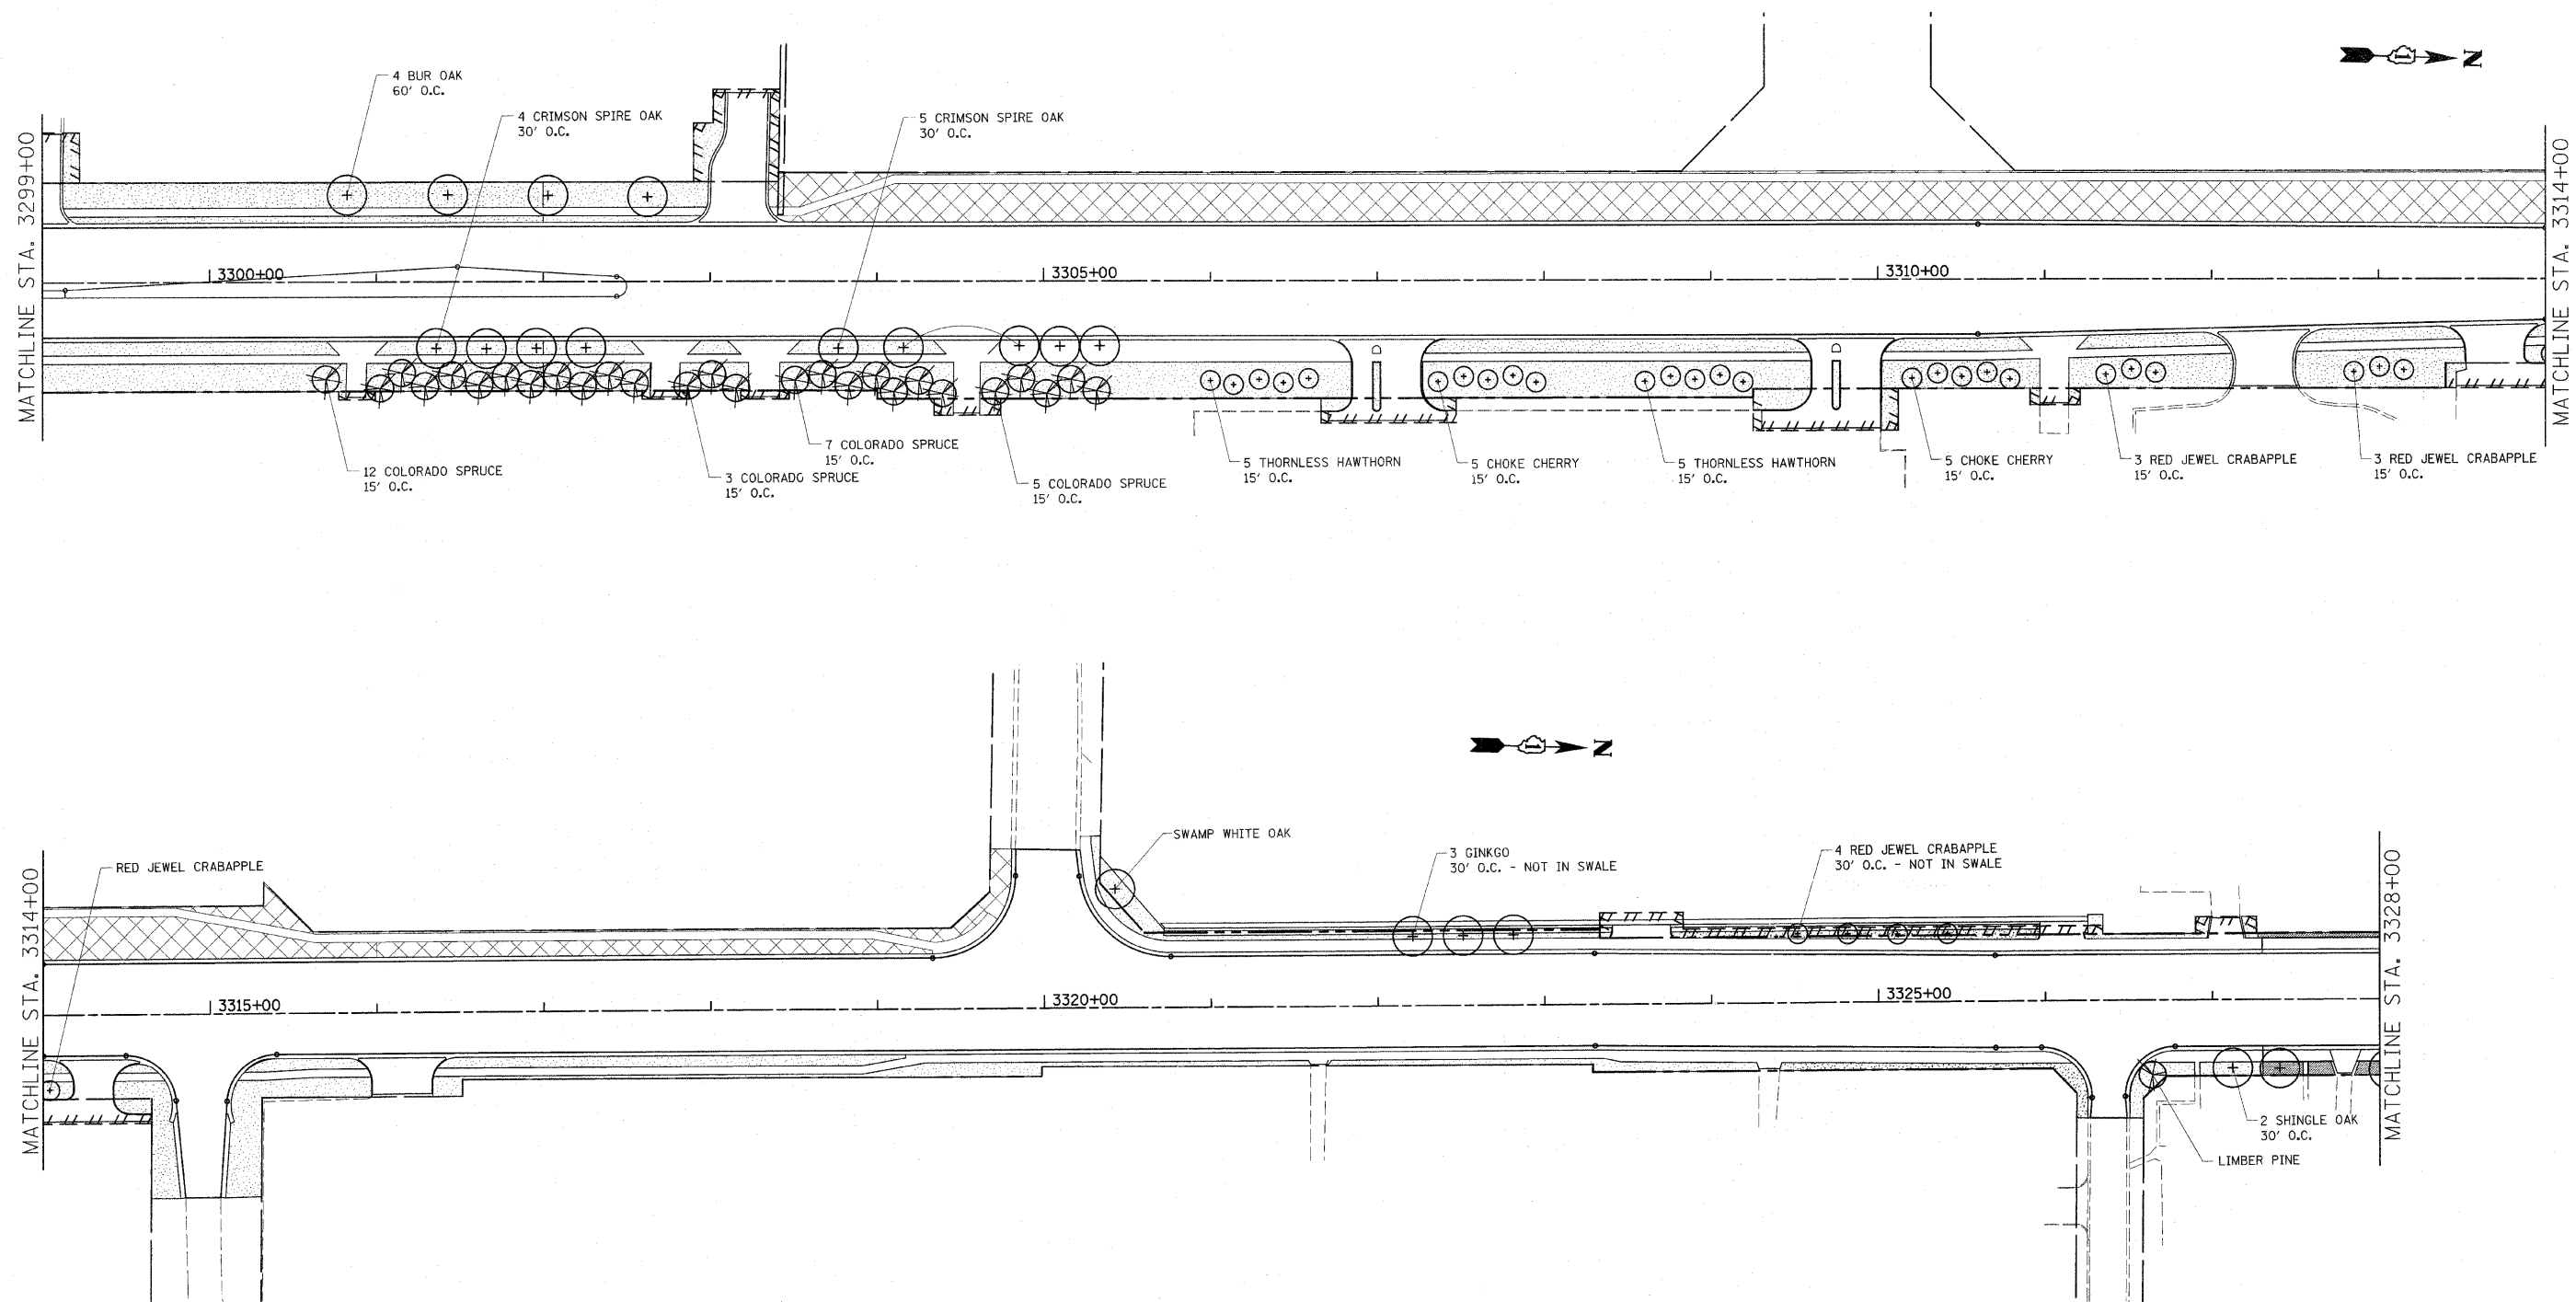 N
4 BUR OAK
60' O.C.
4 CRIMSON SPIRE OAK
30' O.C.
5 CRIMSON SPIRE OAK
30' O.C.
MATCHLINE STA. 3299+00
MATCHLINE STA. 3314+00
3300+00
3305+00
3310+00
12 COLORADO SPRUCE
15' O.C.
3 COLORADO SPRUCE
15' O.C.
7 COLORADO SPRUCE
15' O.C.
5 COLORADO SPRUCE
15' O.C.
5 THORNLESS HAWTHORN
15' O.C.
5 CHOKE CHERRY
15' O.C.
5 THORNLESS HAWTHORN
15' O.C.
5 CHOKE CHERRY
15' O.C.
3 RED JEWEL CRABAPPLE
15' O.C.
3 RED JEWEL CRABAPPLE
15' O.C.
N
SWAMP WHITE OAK
RED JEWEL CRABAPPLE
3 GINKGO
30' O.C. - NOT IN SWALE
4 RED JEWEL CRABAPPLE
30' O.C. - NOT IN SWALE
MATCHLINE STA. 3314+00
MATCHLINE STA. 3328+00
3315+00
3320+00
3325+00
2 SHINGLE OAK
30' O.C.
LIMBER PINE